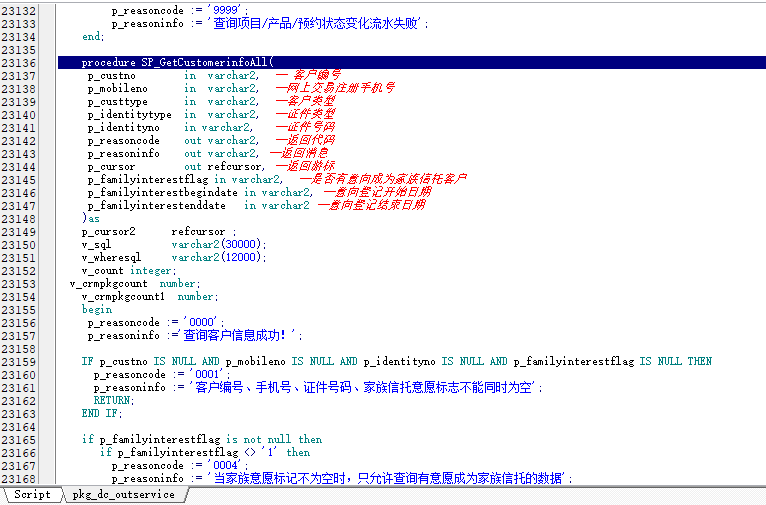 23132 p_reasoncode := '9999';
23133 p_reasoninfo := '查询项目/产品/预约状态变化流水失败';
23134 end;
23135
23136 procedure SP_GetCustomerinfoAll(
23137 p_custno in varchar2, -- 客户编号
23138 p_mobileno in varchar2, --网上交易注册手机号
23139 p_custtype in varchar2, --客户类型
23140 p_identitytype in varchar2, --证件类型
23141 p_identityno in varchar2, --证件号码
23142 p_reasoncode out varchar2, --返回代码
23143 p_reasoninfo out varchar2, --返回消息
23144 p_cursor out refcursor, --返回游标
23145 p_familyinterestflag in varchar2, --是否有意向成为家族信托客户
23146 p_familyinterestbegindate in varchar2, --意向登记开始日期
23147 p_familyinterestenddate in varchar2 --意向登记结束日期
23148 )as
23149 p_cursor2 refcursor ;
23150 v_sql varchar2(30000);
23151 v_wheresql varchar2(12000);
23152 v_count integer;
23153 v_crmpkgcount number;
23154 v_crmpkgcount1 number;
23155 begin
23156 p_reasoncode := '0000';
23157 p_reasoninfo :='查询客户信息成功！';
23158
23159 IF p_custno IS NULL AND p_mobileno IS NULL AND p_identityno IS NULL AND p_familyinterestflag IS NULL THEN
23160 p_reasoncode := '0001';
23161 p_reasoninfo := '客户编号、手机号、证件号码、家族信托意愿标志不能同时为空';
23162 RETURN;
23163 END IF;
23164
23165 if p_familyinterestflag is not null then
23166 if p_familyinterestflag <> '1' then
23167 p_reasoncode := '0004';
23168 p_reasoninfo := '当家族意愿标记不为空时，只允许查询有意愿成为家族信托的数据';
Script pkg_dc_outservice